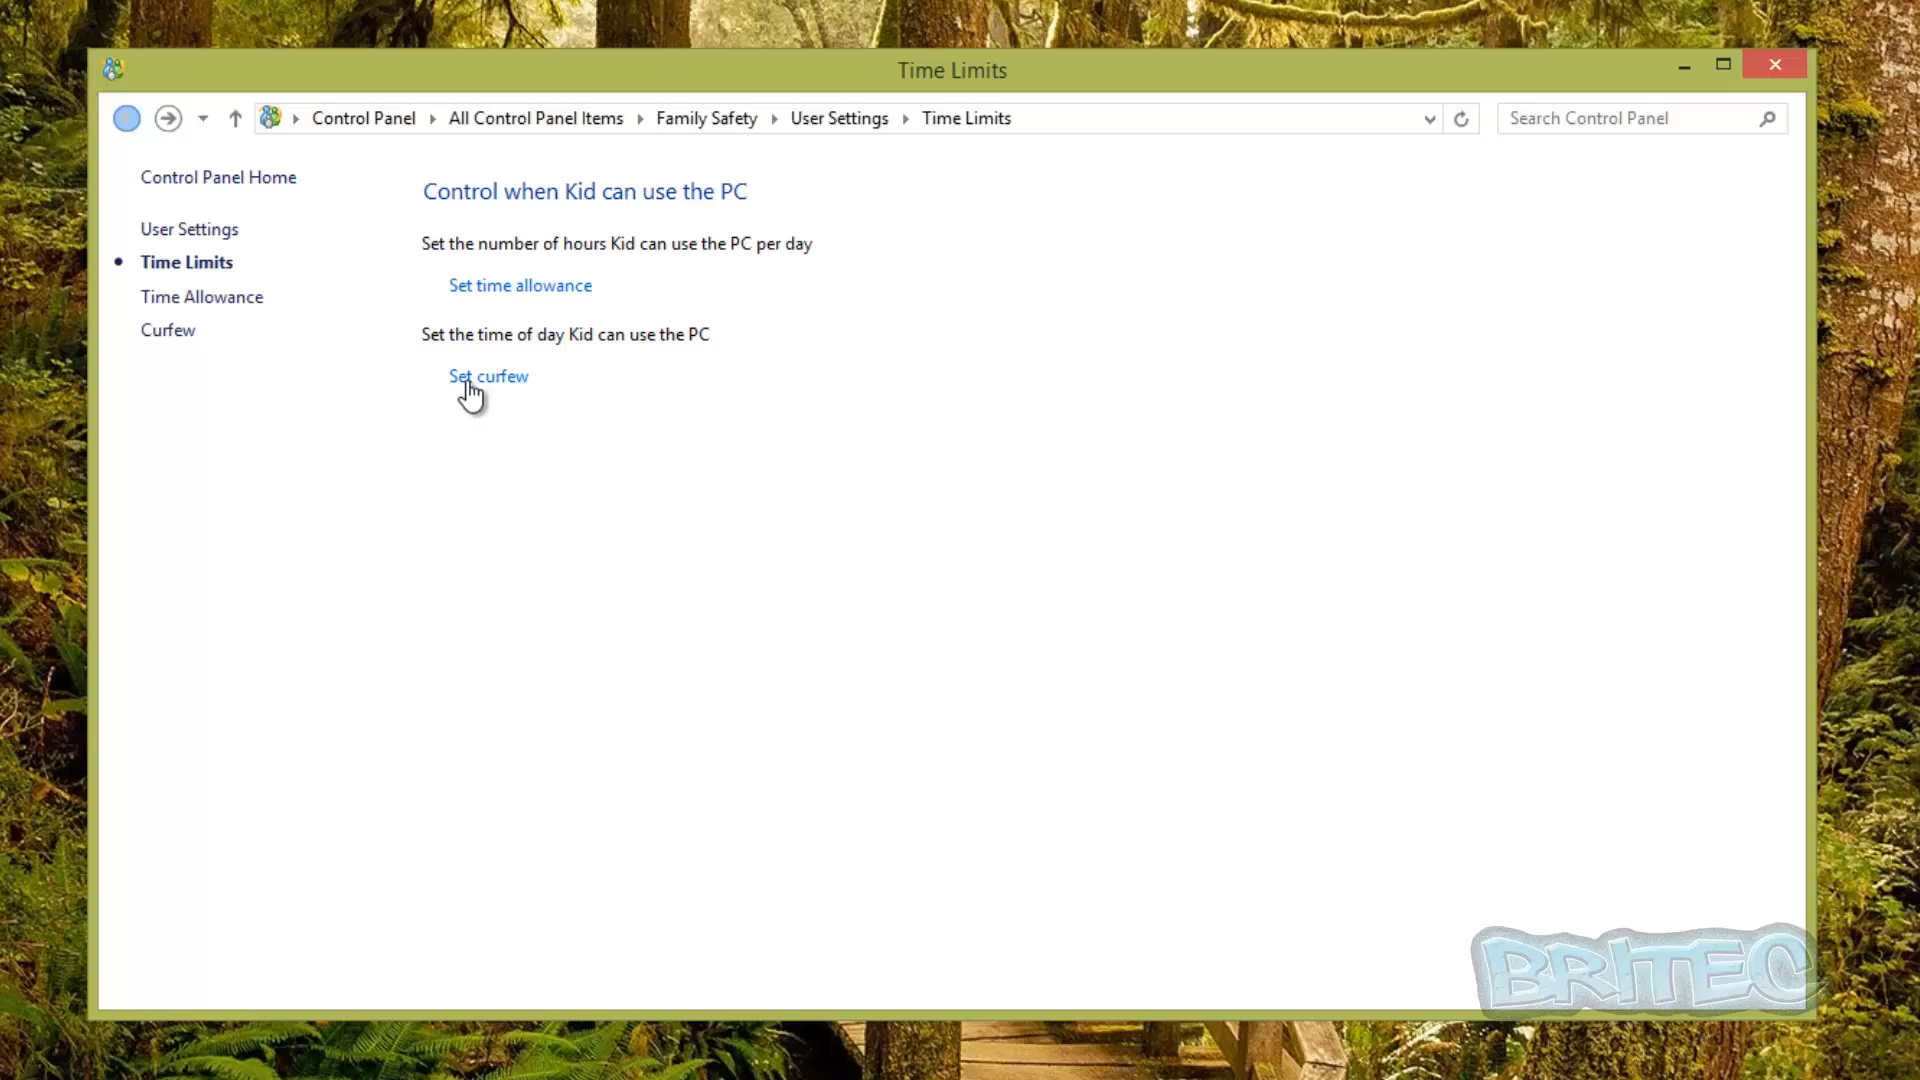 Time Limits
Control Panel All Control Panel Items Family Safety User Settings Time Limits
Search Control Panel
Control Panel Home
User Settings
Time Limits
Time Allowance
Curfew
Control when Kid can use the PC
Set the number of hours Kid can use the PC per day
Set time allowance
Set the time of day Kid can use the PC
Set curfew
BRITEC